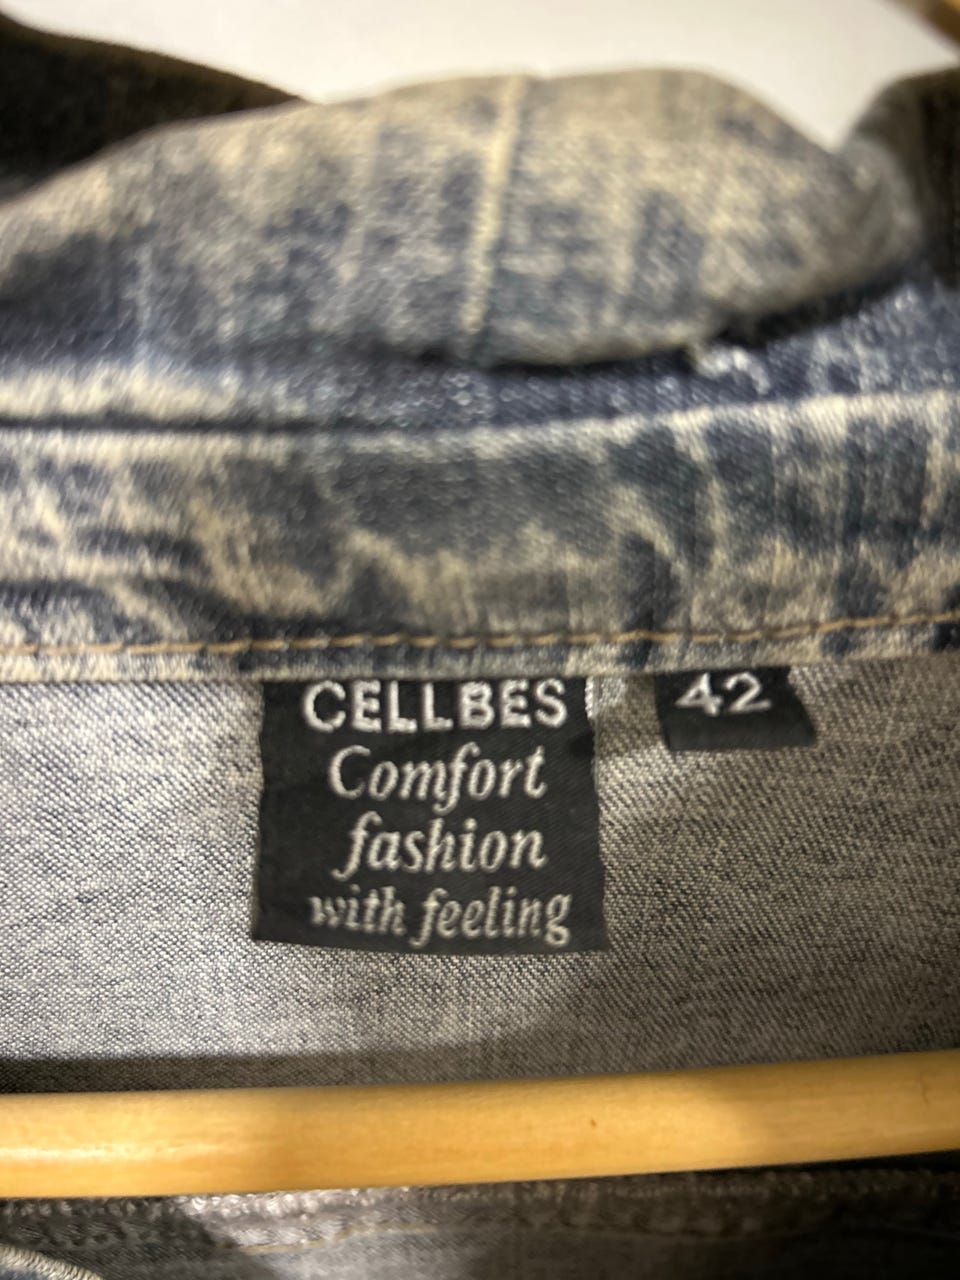 CELLBES
Comfort
fashion
with feeling
42